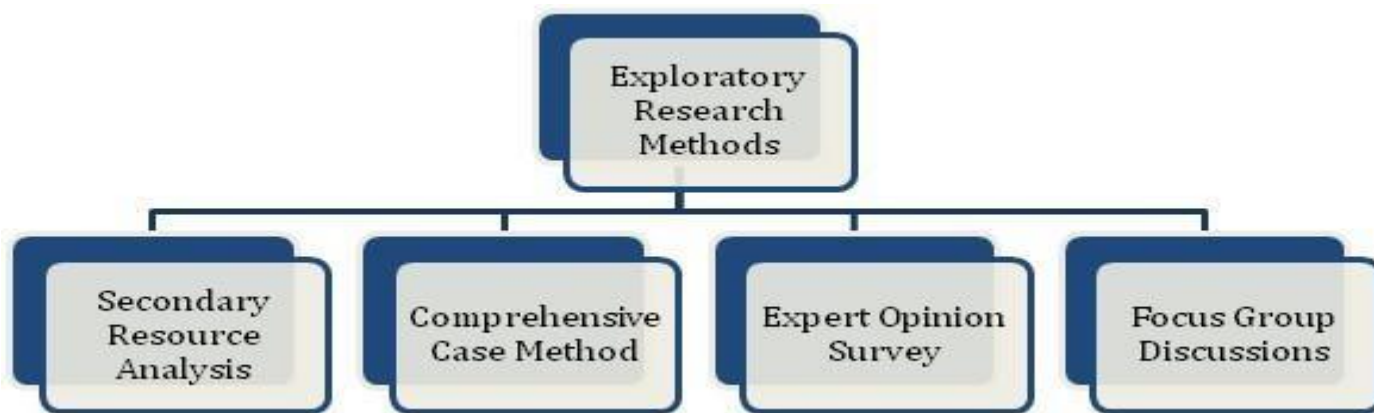 Exploratory
Research
Methods
Secondary
Resource
Analysis
Comprehensive
Case Method
Expert Opinion
Survey
Focus Group
Discussions